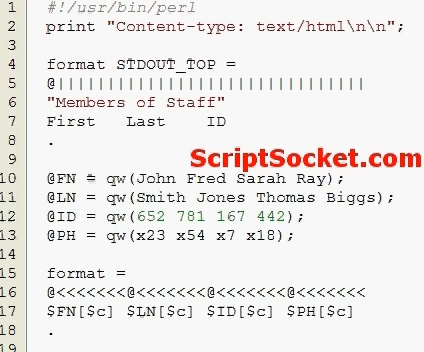 1 #!/usr/bin/perl
2 print "Content-type: text/html\n\n";
3
4 format STDOUT_TOP =
5 @||||||||||||||||||||||||||||||||
6 "Members of Staff"
7 First   Last    ID
8 .
9
ScriptSocket.com
10 @FN = qw(John Fred Sarah Ray);
11 @LN = qw(Smith Jones Thomas Biggs);
12 @ID = qw(652 781 167 442);
13 @PH = qw(x23 x54 x7 x18);
14
15 format =
16 @<<<<<<<@<<<<<<<@<<<<<<<@<<<<<<<
17 $FN[$c] $LN[$c] $ID[$c] $PH[$c]
18 .
19